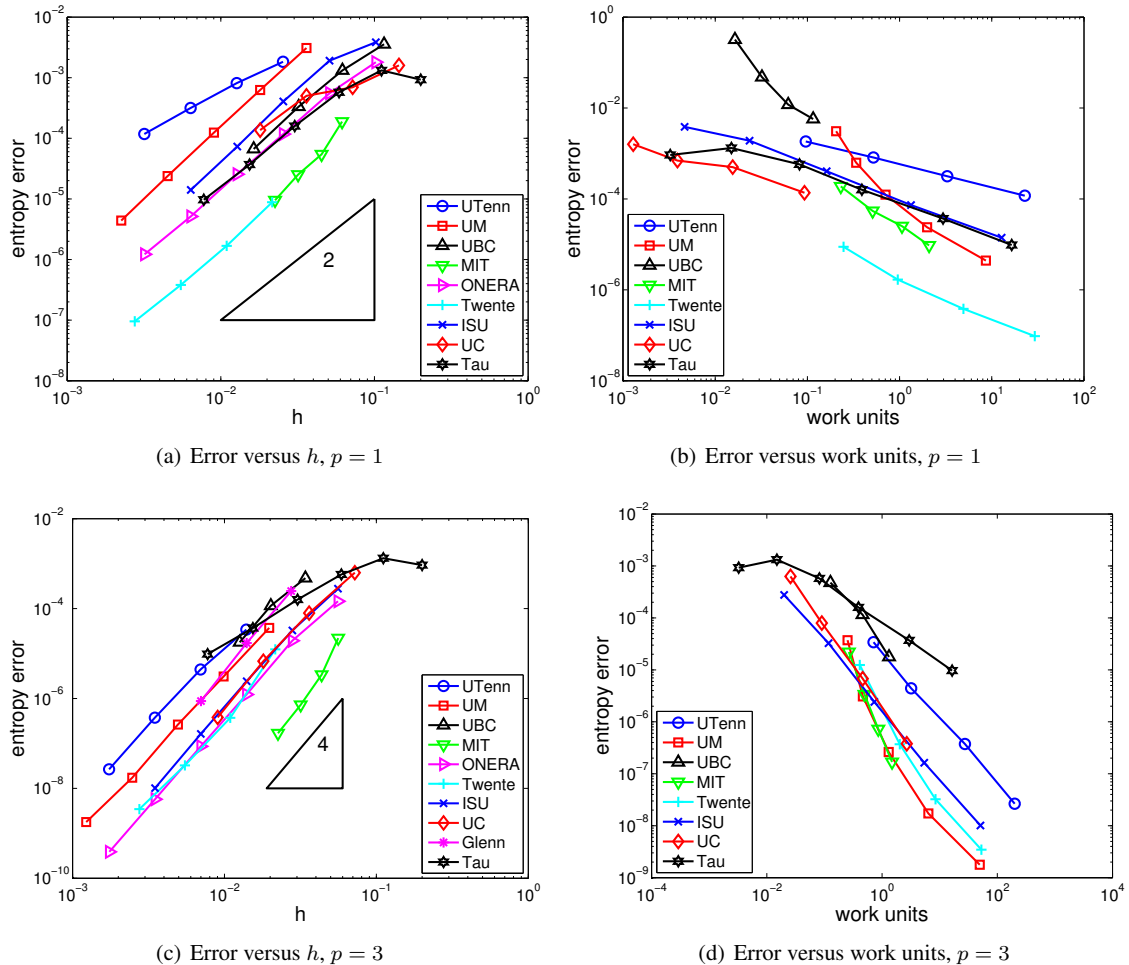 10^0
10^-1
10^-2
10^-3
10^-4
10^-5
10^-6
10^-7
10^-8
entropy error
2
UTenn
UM
UBC
MIT
ONERA
Twente
ISU
UC
Tau
10^-3 10^-2 10^-1 10^0
h
(a) Error versus h, p = 1
10^0
10^-2
10^-4
10^-6
10^-8
entropy error
UTenn
UM
UBC
MIT
Twente
ISU
UC
Tau
10^-3 10^-2 10^-1 10^0 10^1 10^2
work units
(b) Error versus work units, p = 1
10^-2
10^-4
10^-6
10^-8
10^-10
entropy error
4
UTenn
UM
UBC
MIT
ONERA
Twente
ISU
UC
Glenn
Tau
10^-3 10^-2 10^-1 10^0
h
(c) Error versus h, p = 3
10^-2
10^-3
10^-4
10^-5
10^-6
10^-7
10^-8
10^-9
entropy error
UTenn
UM
UBC
MIT
Twente
ISU
UC
Tau
10^-4 10^-2 10^0 10^2 10^4
work units
(d) Error versus work units, p = 3